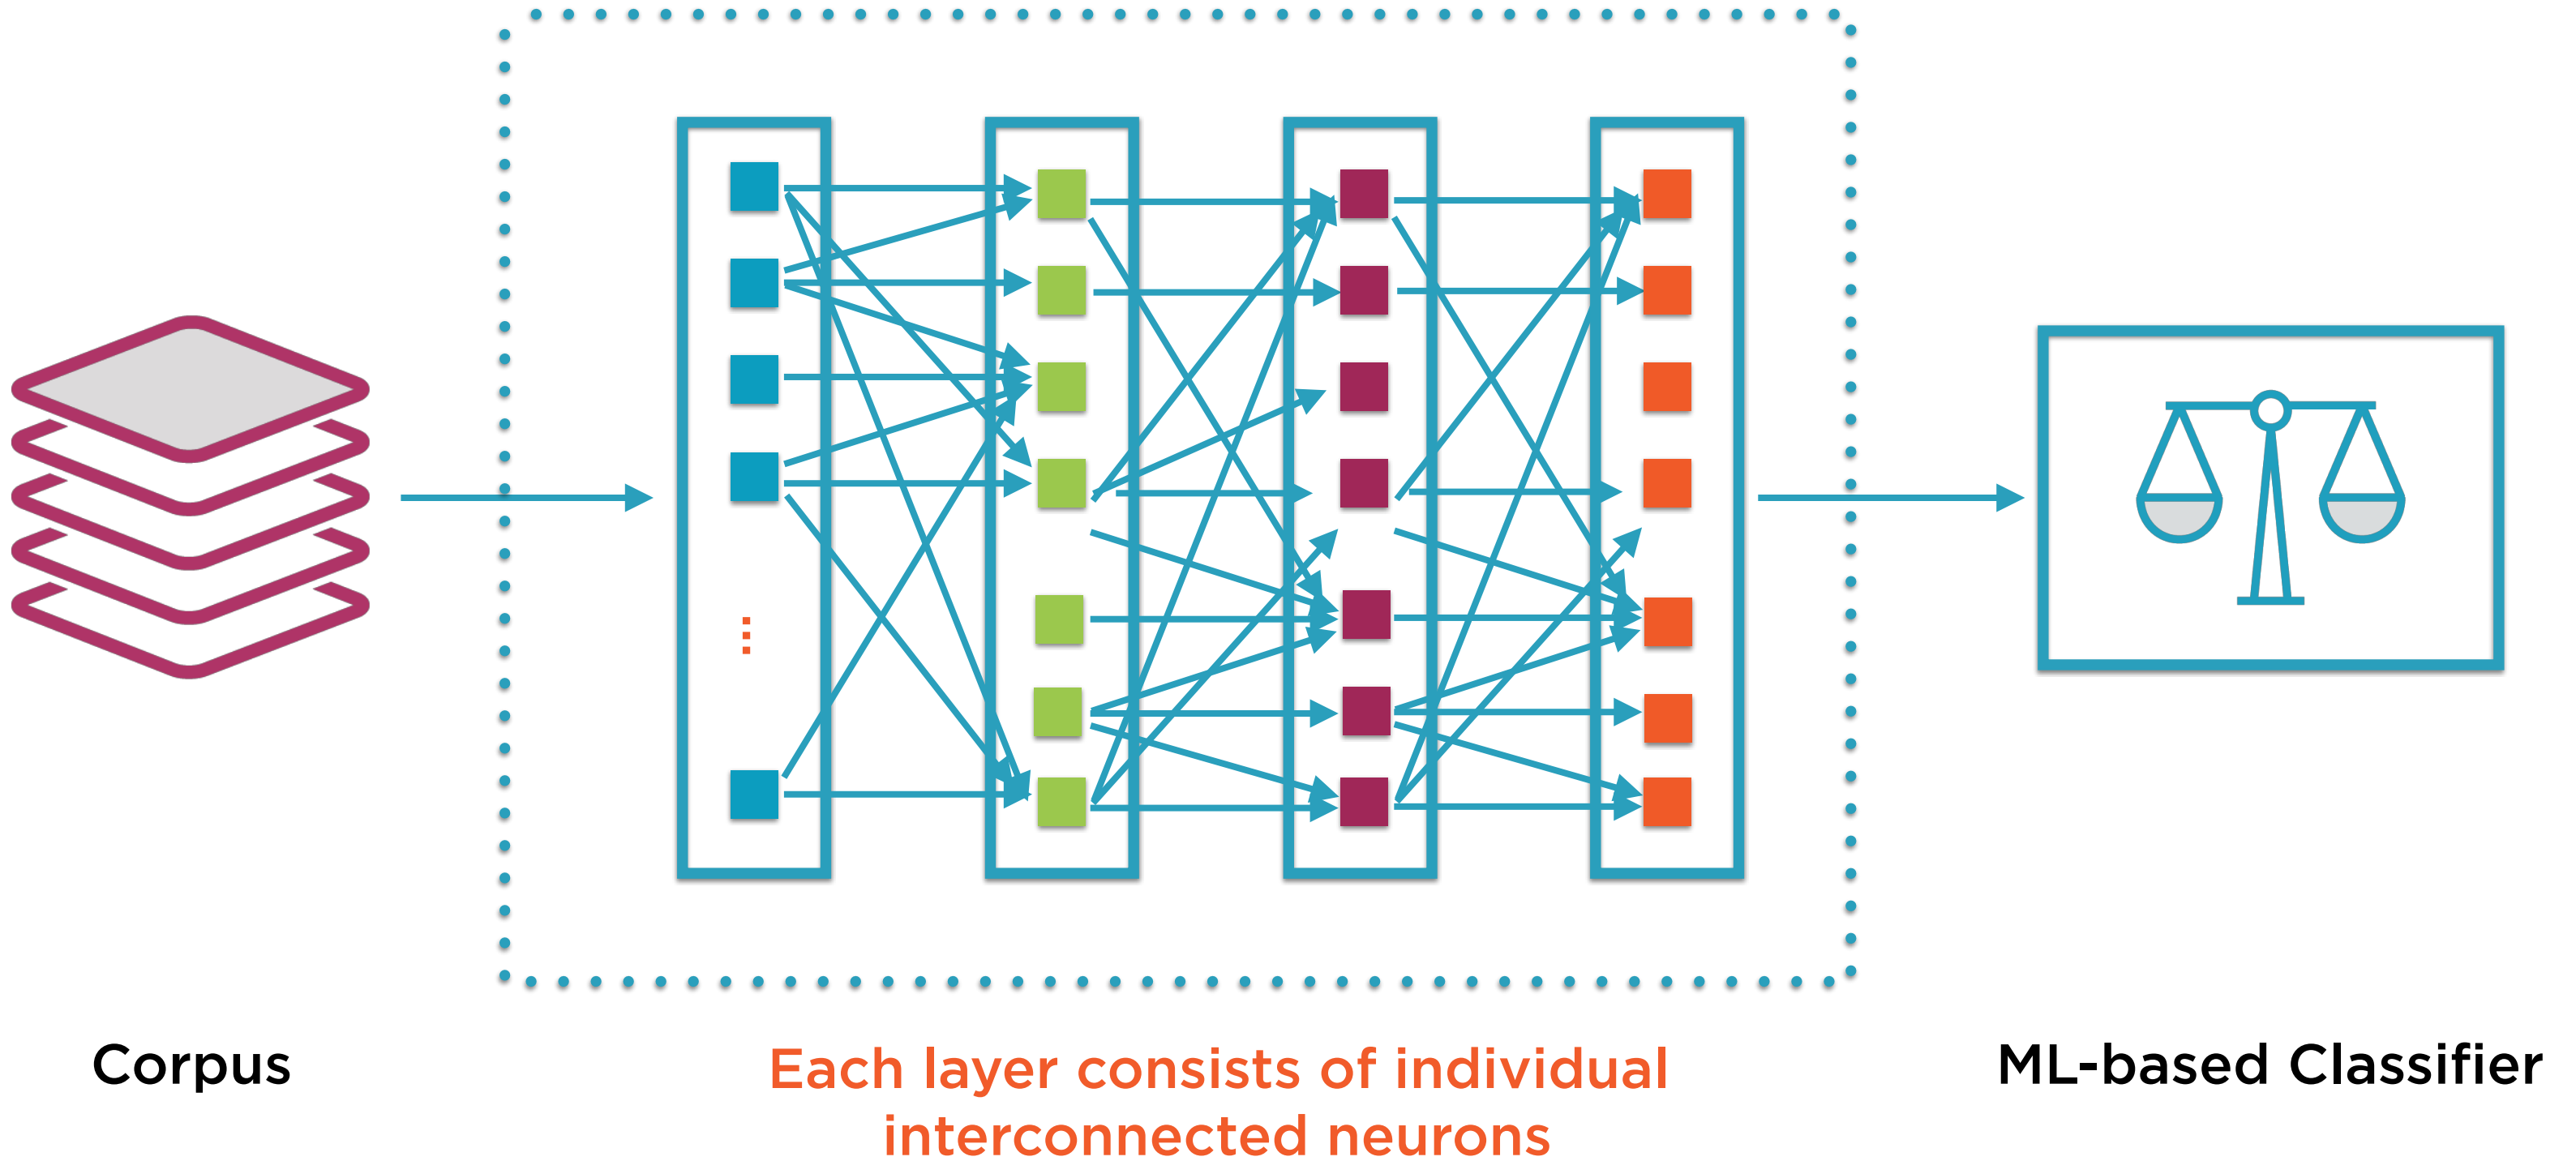 Corpus
Each layer consists of individual
interconnected neurons
ML-based Classifier